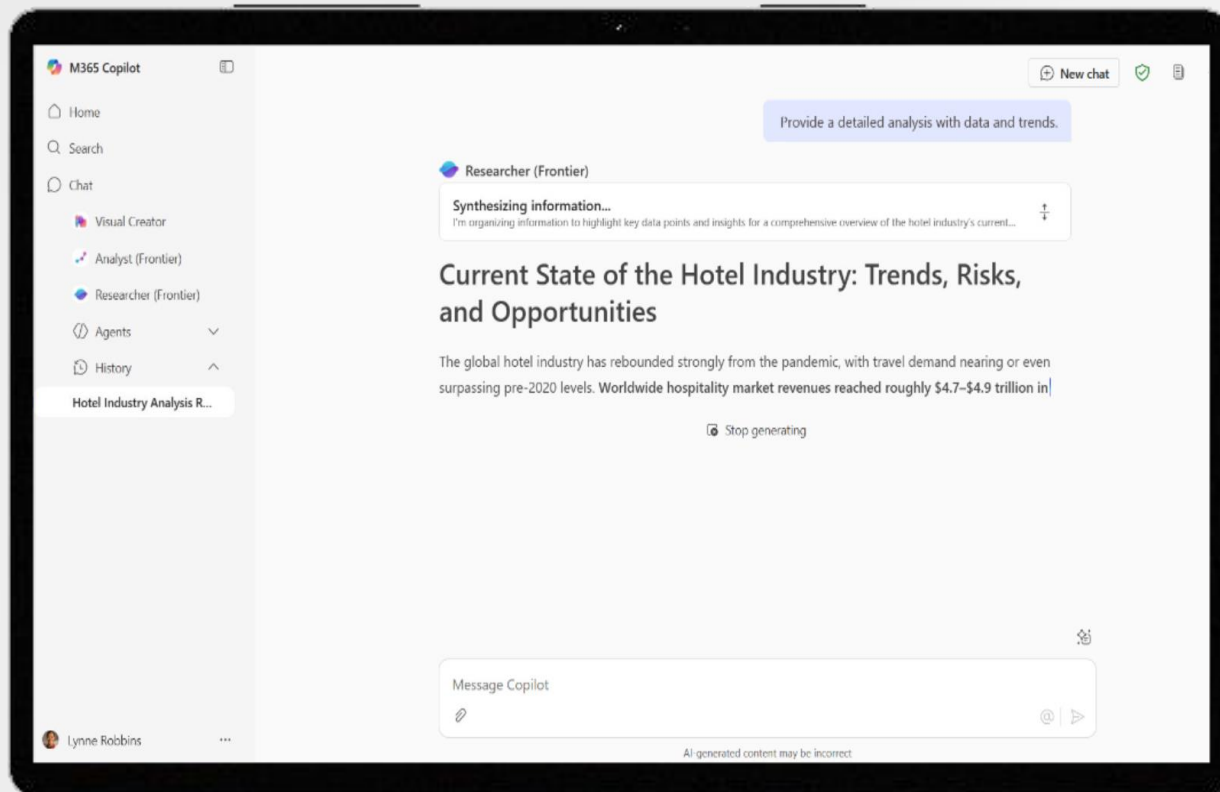 M365 Copilot
Home
Search
Chat
Visual Creator
Analyst (Frontier)
Researcher (Frontier)
Agents
History
Hotel Industry Analysis R...
Lynne Robbins
New chat
Provide a detailed analysis with data and trends.
Researcher (Frontier)
Synthesizing information...
I'm organizing information to highlight key data points and insights for a comprehensive overview of the hotel industry's current...
Current State of the Hotel Industry: Trends, Risks,
and Opportunities
The global hotel industry has rebounded strongly from the pandemic, with travel demand nearing or even
surpassing pre-2020 levels. Worldwide hospitality market revenues reached roughly $4.7–$4.9 trillion in
Stop generating
Message Copilot
AI-generated content may be incorrect